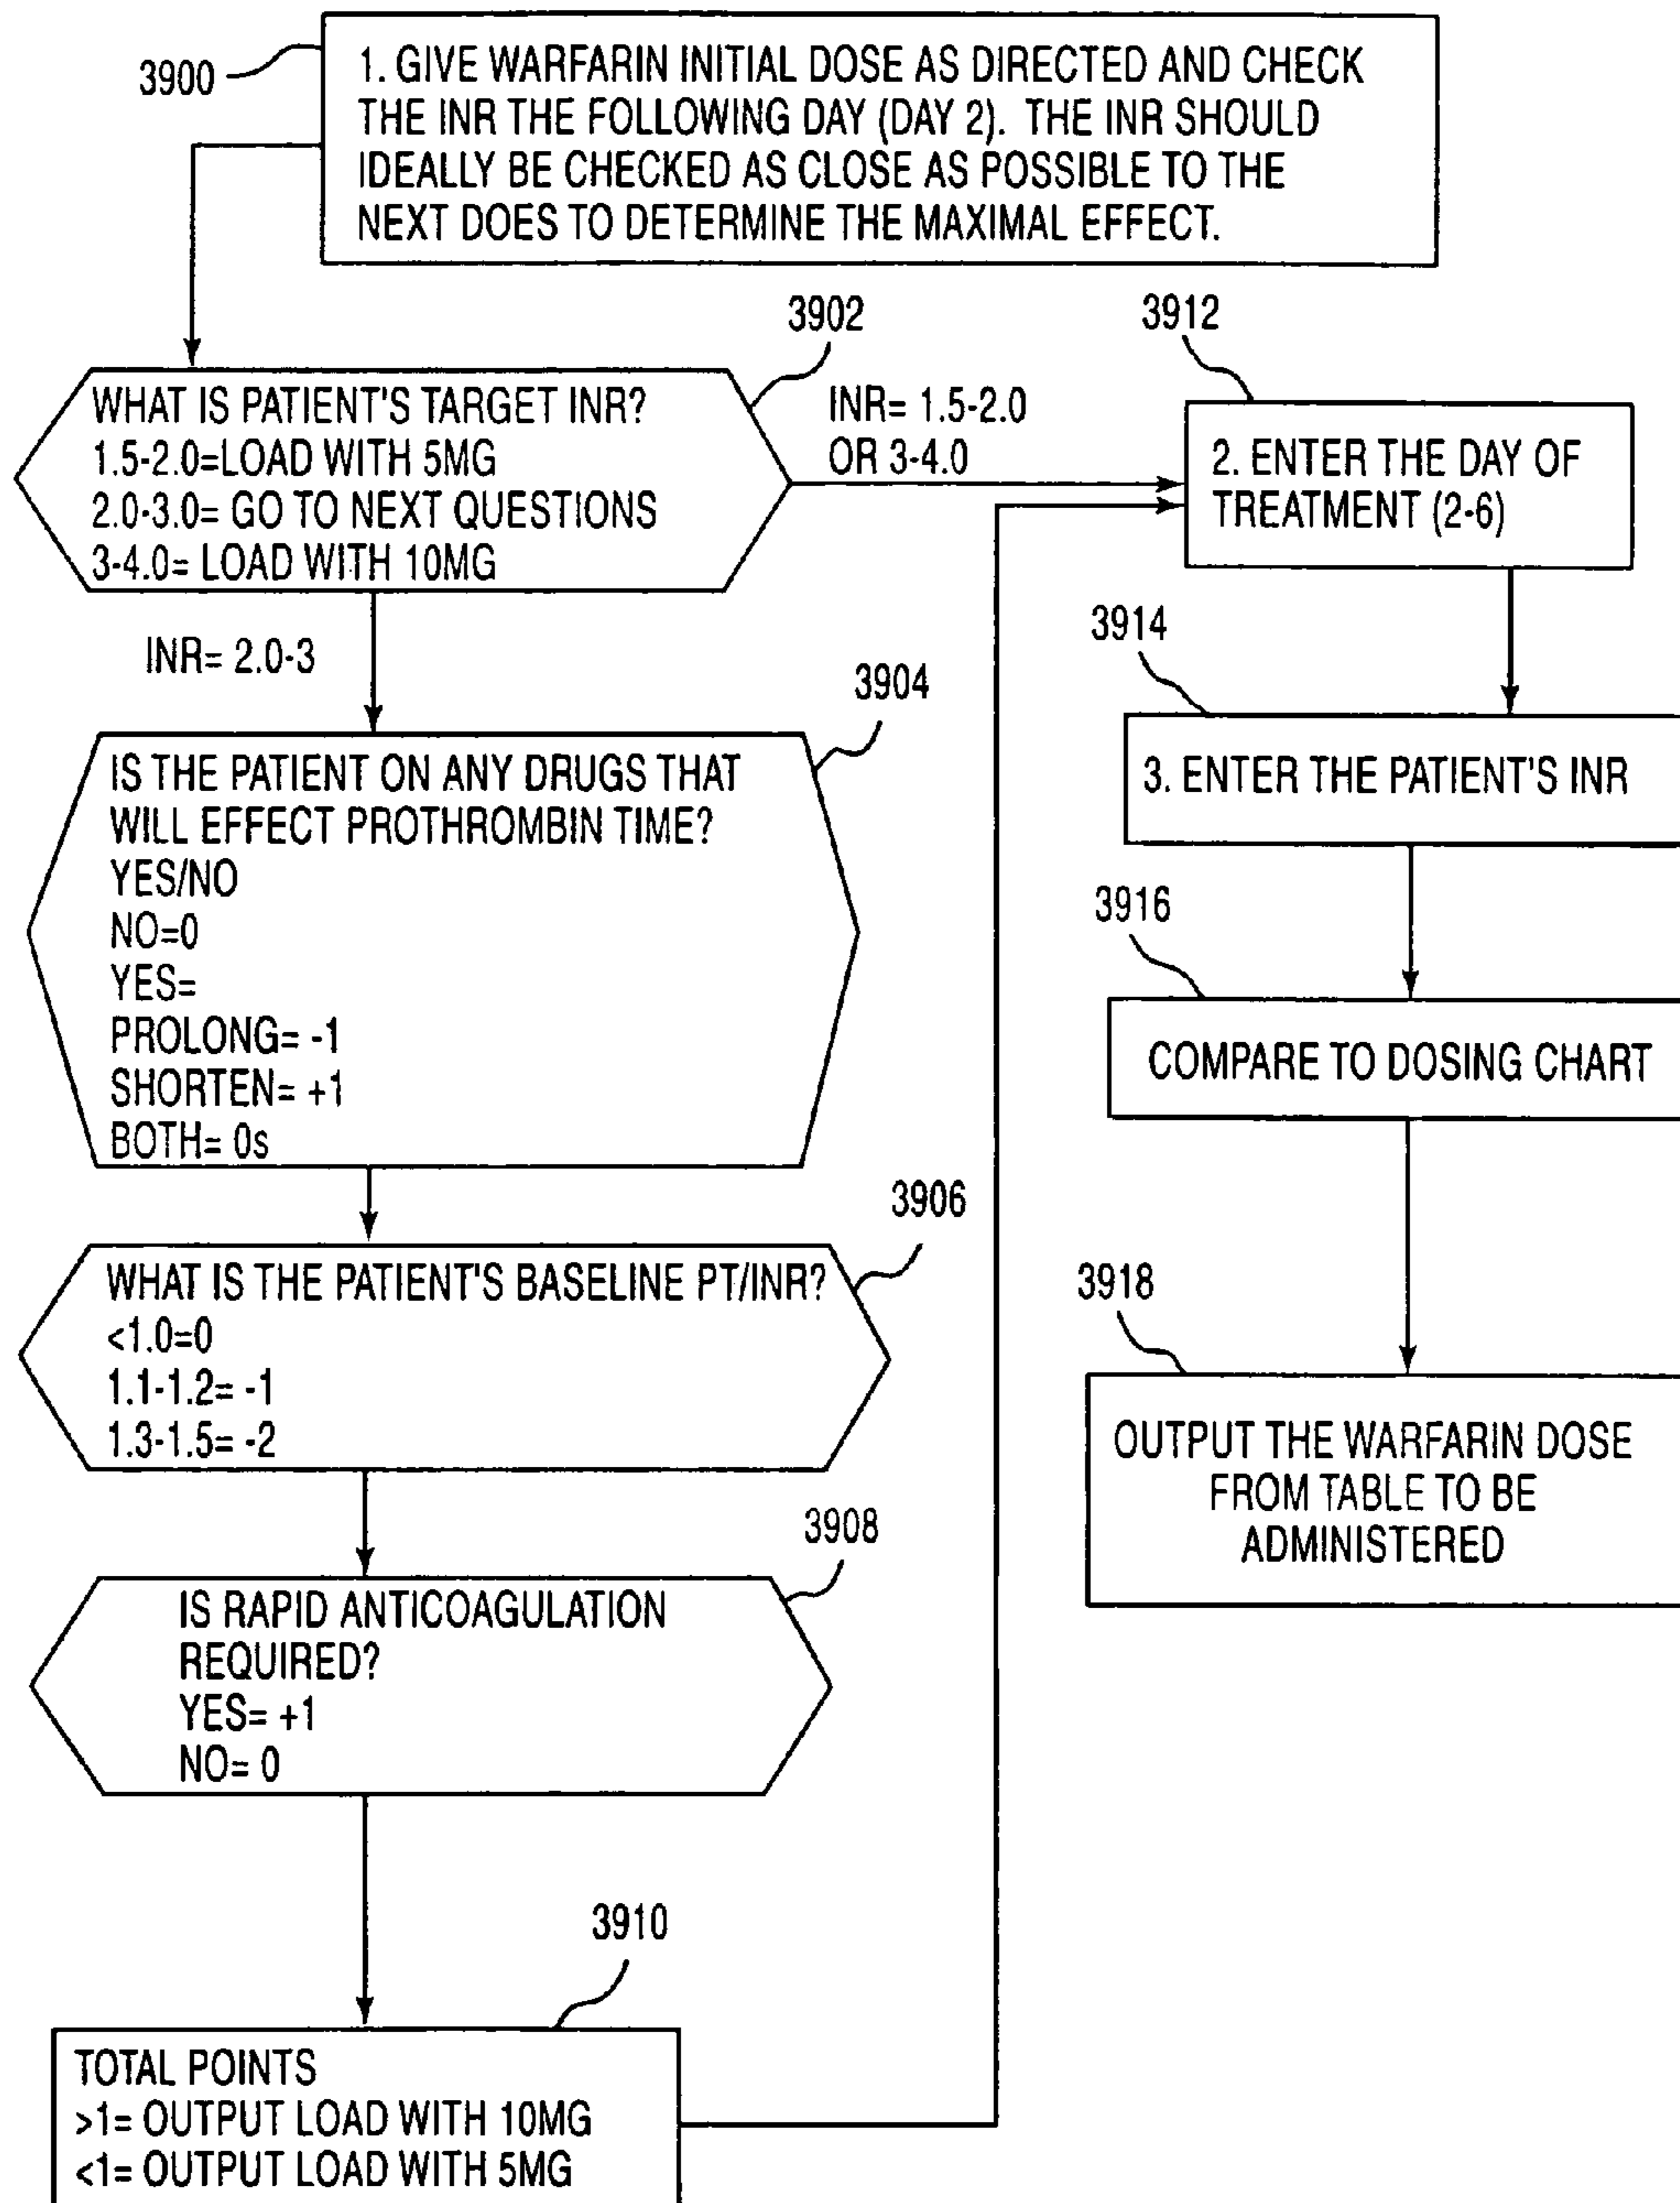 3900
1. GIVE WARFARIN INITIAL DOSE AS DIRECTED AND CHECK
THE INR THE FOLLOWING DAY (DAY 2). THE INR SHOULD
IDEALLY BE CHECKED AS CLOSE AS POSSIBLE TO THE
NEXT DOES TO DETERMINE THE MAXIMAL EFFECT.
3902
WHAT IS PATIENT'S TARGET INR?
1.5-2.0=LOAD WITH 5MG
2.0-3.0= GO TO NEXT QUESTIONS
3-4.0= LOAD WITH 10MG
INR= 1.5-2.0
OR 3-4.0
INR= 2.0-3
3904
IS THE PATIENT ON ANY DRUGS THAT
WILL EFFECT PROTHROMBIN TIME?
YES/NO
NO=0
YES=
PROLONG= -1
SHORTEN= +1
BOTH= 0s
3906
WHAT IS THE PATIENT'S BASELINE PT/INR?
<1.0=0
1.1-1.2= -1
1.3-1.5= -2
3908
IS RAPID ANTICOAGULATION
REQUIRED?
YES= +1
NO= 0
3910
TOTAL POINTS
>1= OUTPUT LOAD WITH 10MG
<1= OUTPUT LOAD WITH 5MG
3912
2. ENTER THE DAY OF
TREATMENT (2-6)
3914
3. ENTER THE PATIENT'S INR
3916
COMPARE TO DOSING CHART
3918
OUTPUT THE WARFARIN DOSE
FROM TABLE TO BE
ADMINISTERED